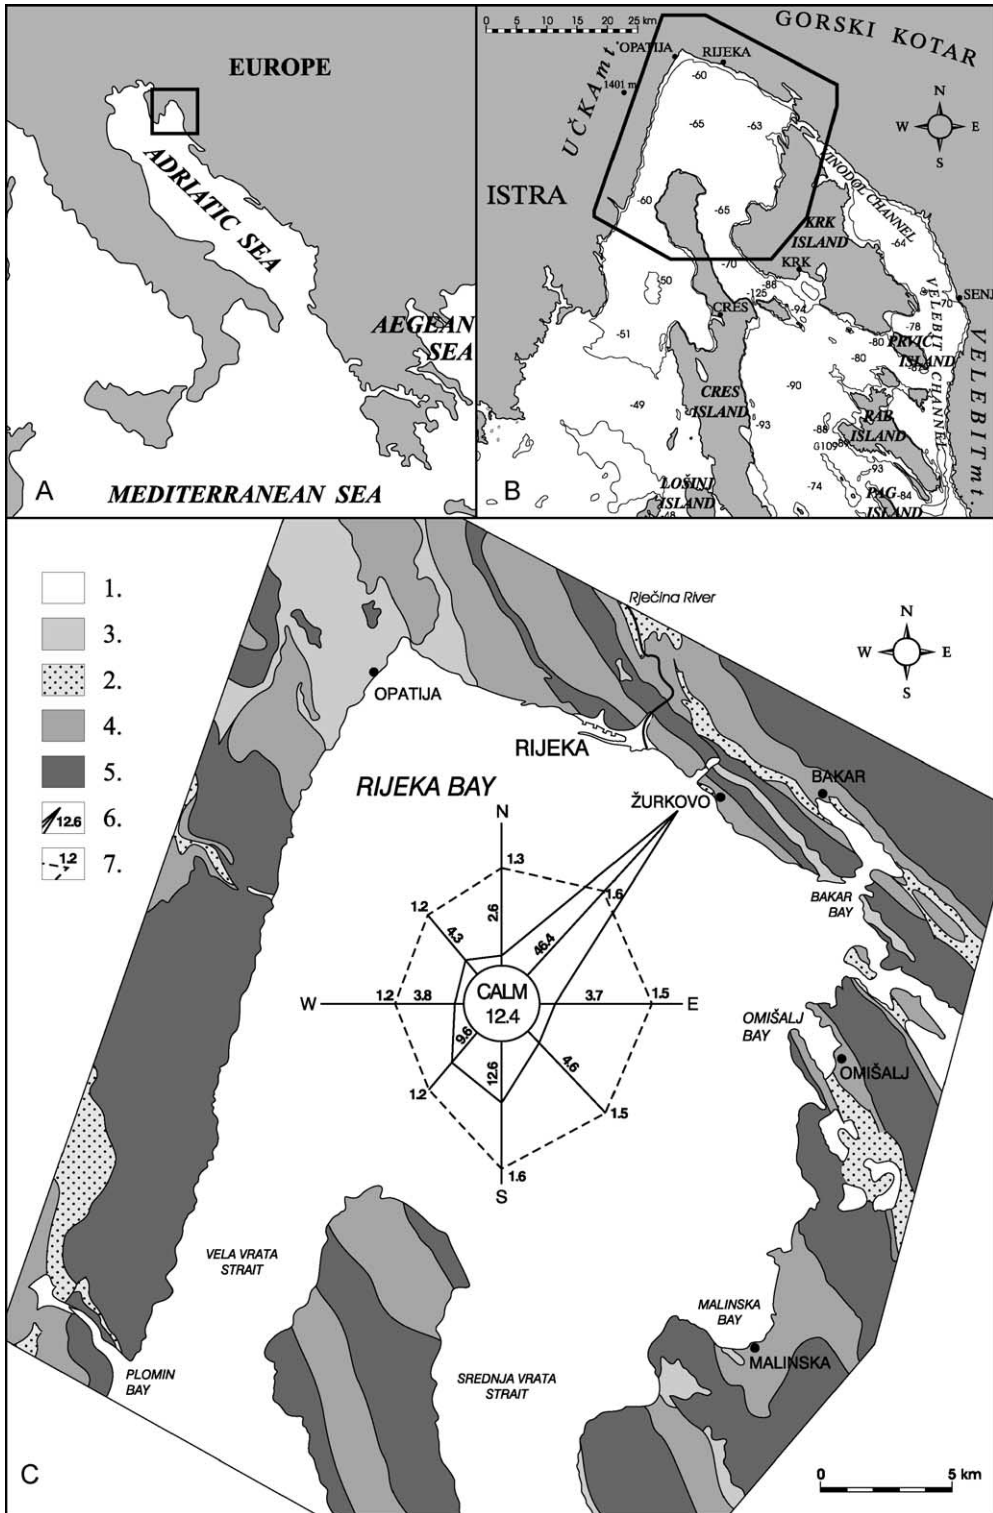 EUROPE
ADRIATIC SEA
AEGEAN
SEA
MEDITERRANEAN SEA
A
0 5 10 15 20 25 km
GORSKI KOTAR
OPATIJA
RIJEKA
UČKA mt.
1401 m
-60
-65
-63
N
W E
S
ISTRA
VINODOL CHANNEL
-60
-65
KRK
ISLAND
-64
KRK
-70
-50
-88
-125
-94
CRES
SENJ
-70
-51
-78
-80
-80
PRVIĆ
ISLAND
VELEBIT CHANNEL
VELEBIT mt.
-90
CRES
ISLAND
-49
-93
-88
RAB
ISLAND
-93
-74
LOŠINJ
ISLAND
PAG
ISLAND
-84
-48
B
1.
3.
2.
4.
5.
12.6 6.
1.2 7.
Rječina River
N
W E
S
OPATIJA
RIJEKA
RIJEKA BAY
ŽURKOVO
BAKAR
BAKAR
BAY
N
1.3
1.6
1.2
2.6
4.3
46.4
W 1.2 3.8
CALM
12.4
3.7 1.5 E
9.6
12.6
4.6
1.2
1.5
1.6
S
OMIŠALJ
BAY
OMIŠALJ
VELA VRATA
STRAIT
MALINSKA
BAY
MALINSKA
PLOMIN
BAY
SREDNJA VRATA
STRAIT
0 5 km
C